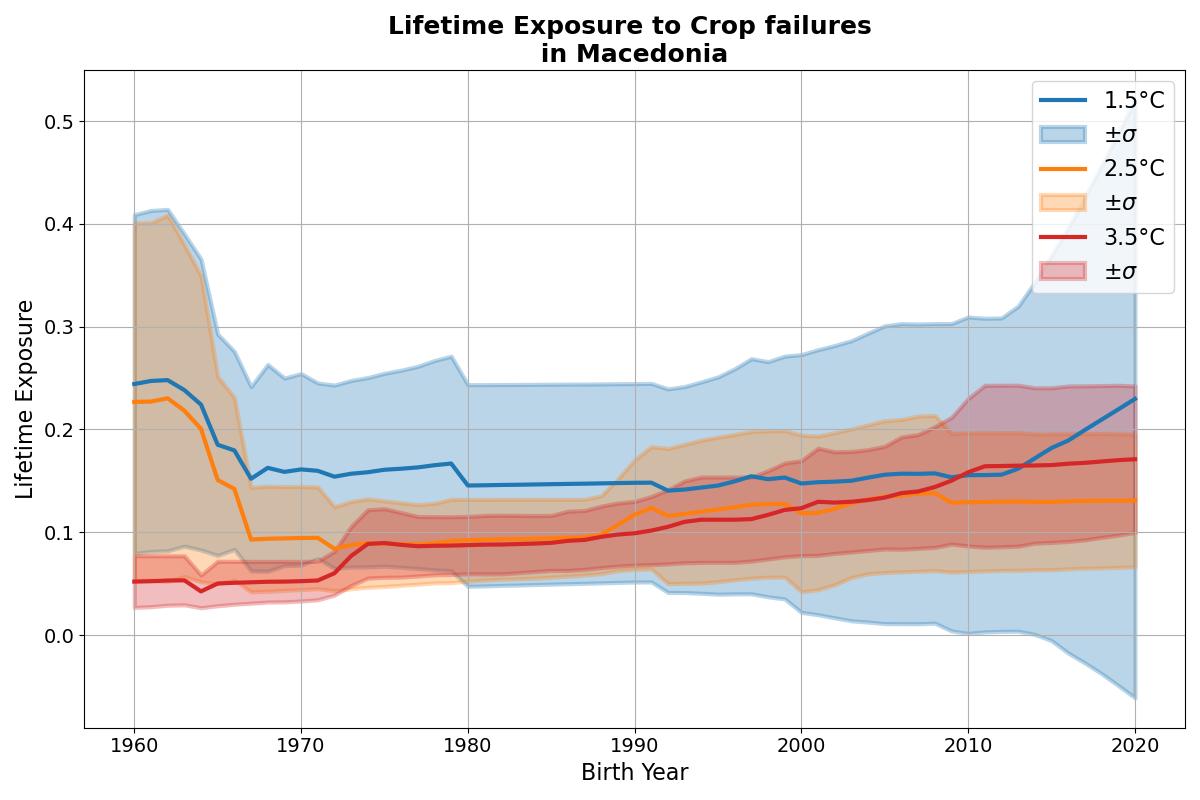 Lifetime Exposure to Crop failures
in Macedonia
1.5°C
±σ
2.5°C
±σ
3.5°C
±σ
Lifetime Exposure
0.5
0.4
0.3
0.2
0.1
0.0
1960 1970 1980 1990 2000 2010 2020
Birth Year